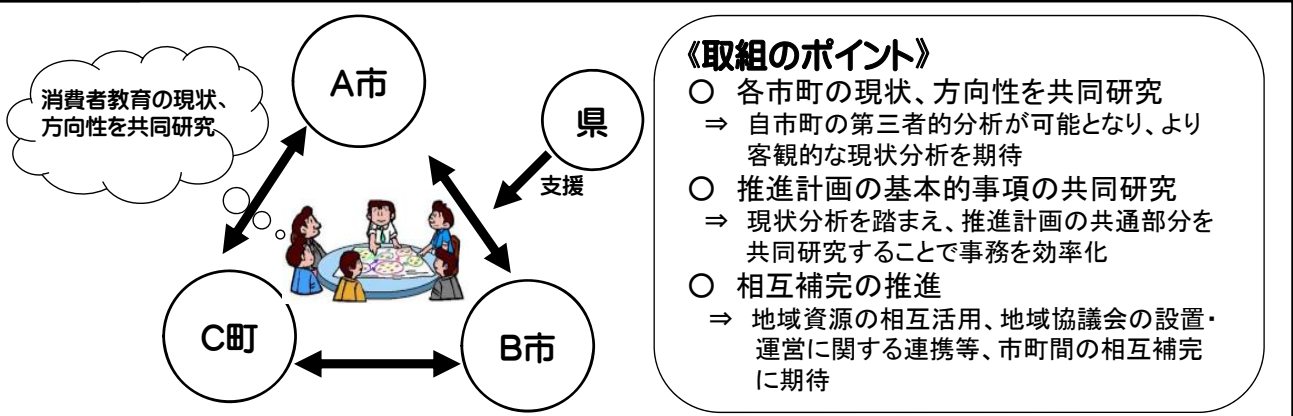 消費者教育の現状、
方向性を共同研究
A市
県
支援
C町
B市
《取組のポイント》
○ 各市町の現状、方向性を共同研究
⇒ 自市町の第三者的分析が可能となり、より
客観的な現状分析を期待
○ 推進計画の基本的事項の共同研究
⇒ 現状分析を踏まえ、推進計画の共通部分を
共同研究することで事務を効率化
○ 相互補完の推進
⇒ 地域資源の相互活用、地域協議会の設置・
運営に関する連携等、市町間の相互補完
に期待